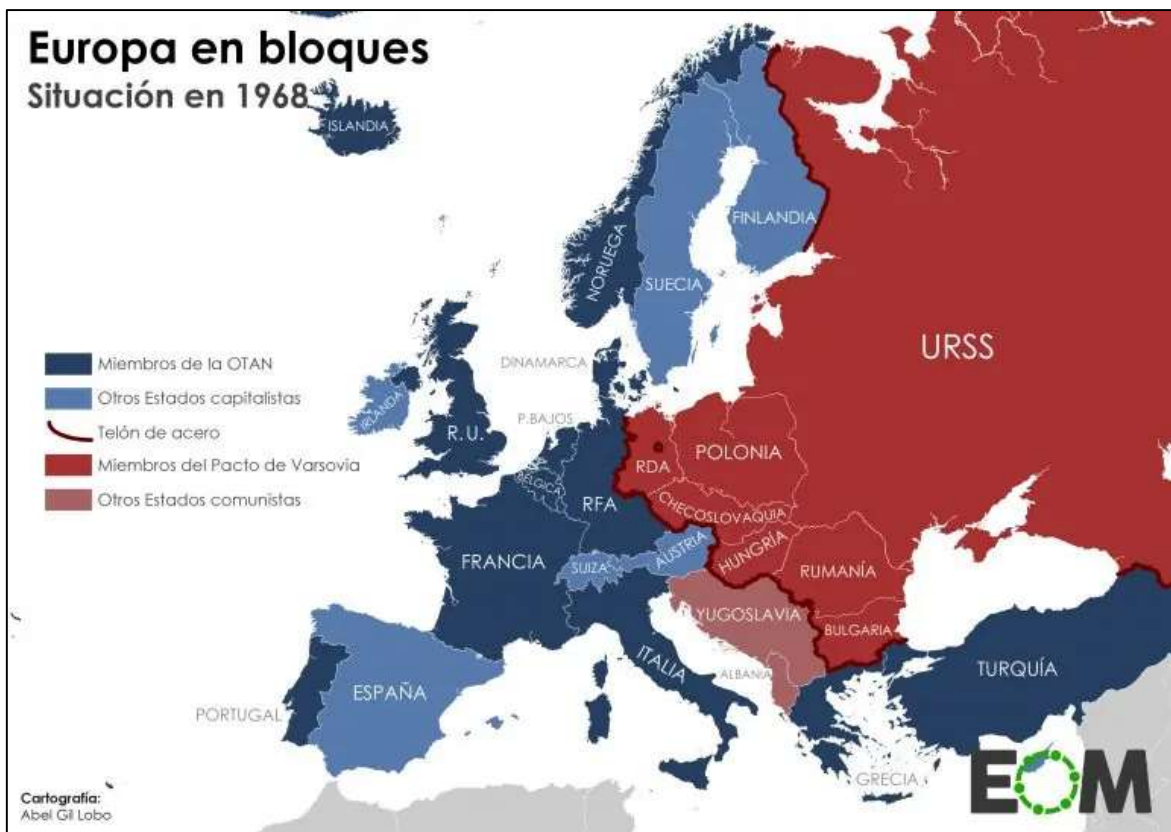 Europa en bloques
Situación en 1968
ISLANDIA
NORUEGA
SUECIA
FINLANDIA
URSS
DINAMARCA
P.BAJOS
IRLANDA
R.U.
BÉLGICA
RFA
RDA
POLONIA
CHECOSLOVAQUIA
FRANCIA
SUIZA
AUSTRIA
HUNGRÍA
RUMANÍA
YUGOSLAVIA
BULGARIA
ITALIA
ALBANIA
TURQUÍA
GRECIA
ESPAÑA
PORTUGAL
Miembros de la OTAN
Otros Estados capitalistas
Telón de acero
Miembros del Pacto de Varsovia
Otros Estados comunistas
Cartografía:
Abel Gil Lobo
EOM